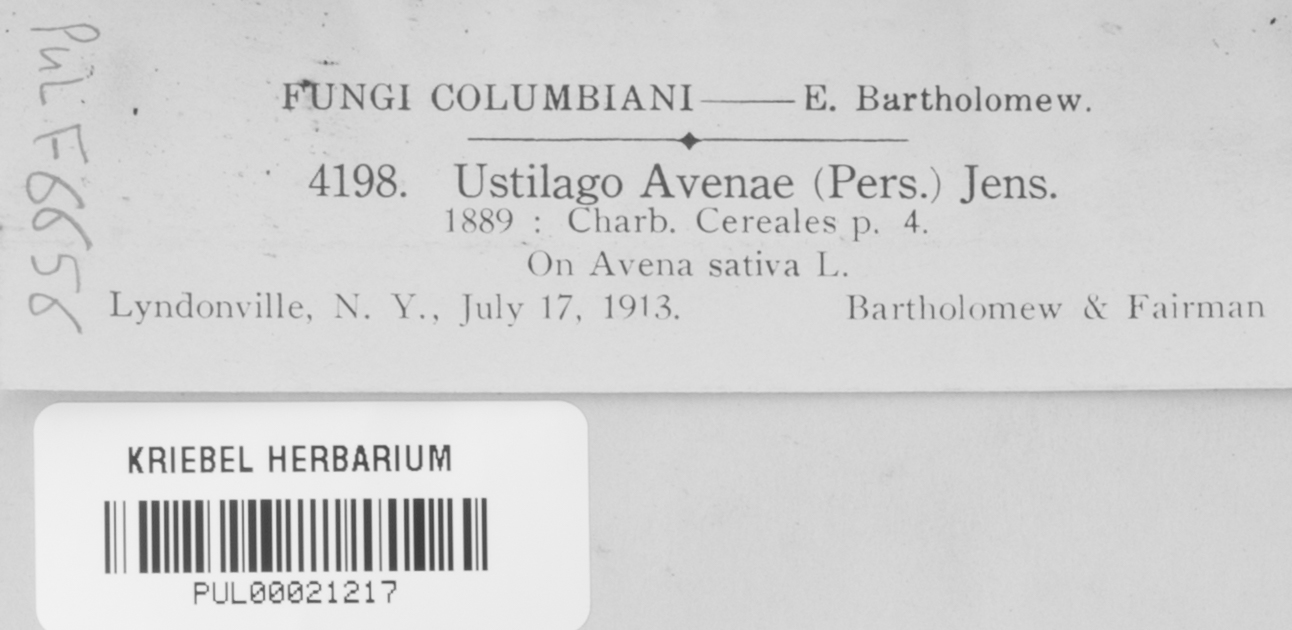 Pul F6656
FUNGI COLUMBIANI——E. Bartholomew.
4198. Ustilago Avenae (Pers.) Jens.
1889 : Charb. Cereales p. 4.
On Avena sativa L.
Lyndonville, N. Y., July 17, 1913. Bartholomew & Fairman
KRIEBEL HERBARIUM
PUL00021217